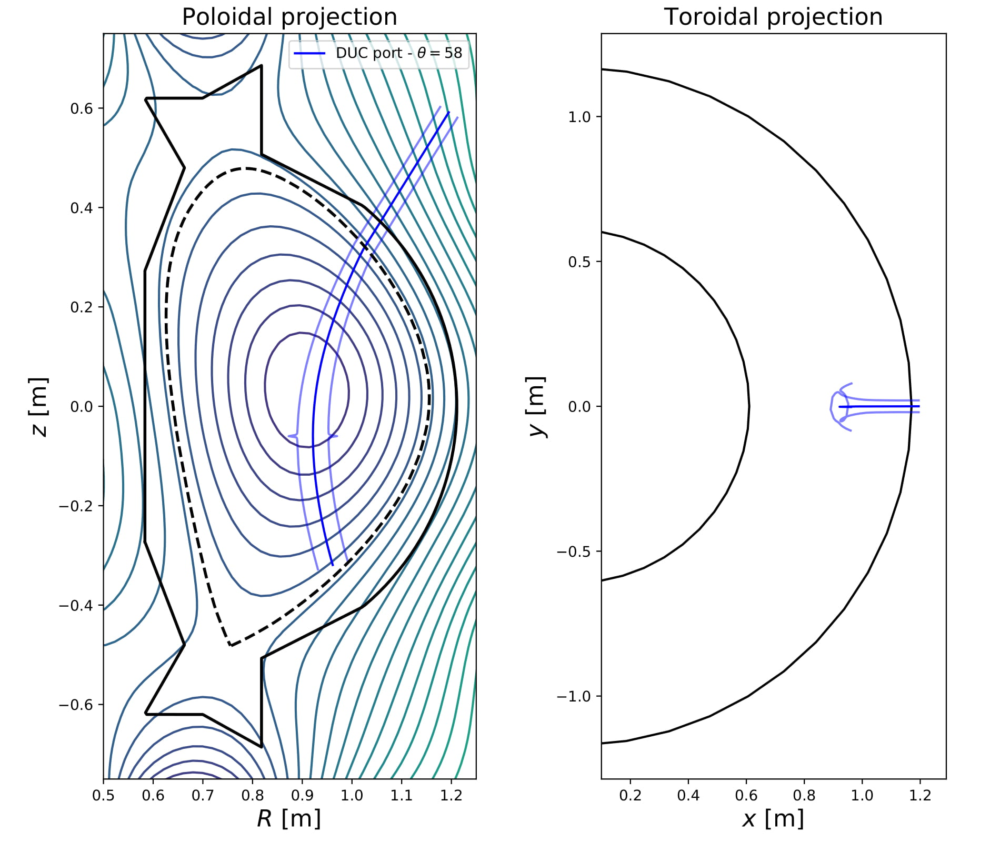 Poloidal projection
DUC port - θ = 58
0.6
0.4
0.2
0.0
−0.2
−0.4
−0.6
z [m]
0.5 0.6 0.7 0.8 0.9 1.0 1.1 1.2
R [m]
Toroidal projection
1.0
0.5
0.0
−0.5
−1.0
y [m]
0.2 0.4 0.6 0.8 1.0 1.2
x [m]